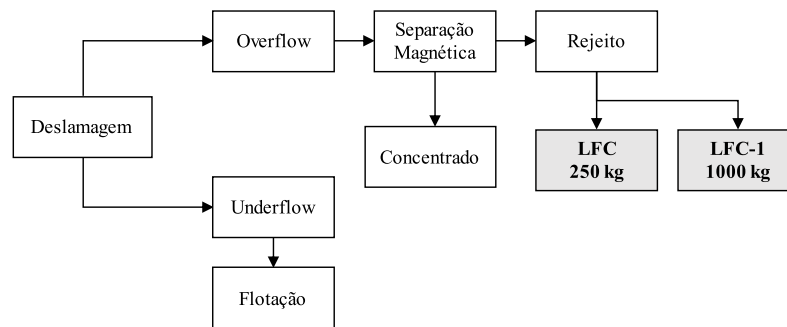 Overflow
Separação
Magnética
Rejeito
Deslamagem
Concentrado
LFC
250 kg
LFC-1
1000 kg
Underflow
Flotação